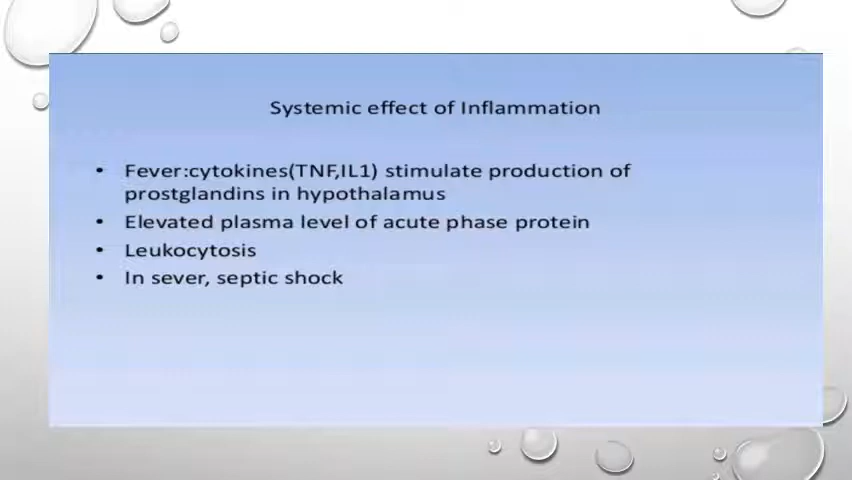 Systemic effect of Inflammation
• Fever:cytokines(TNF,IL1) stimulate production of
prostglandins in hypothalamus
• Elevated plasma level of acute phase protein
• Leukocytosis
• In sever, septic shock